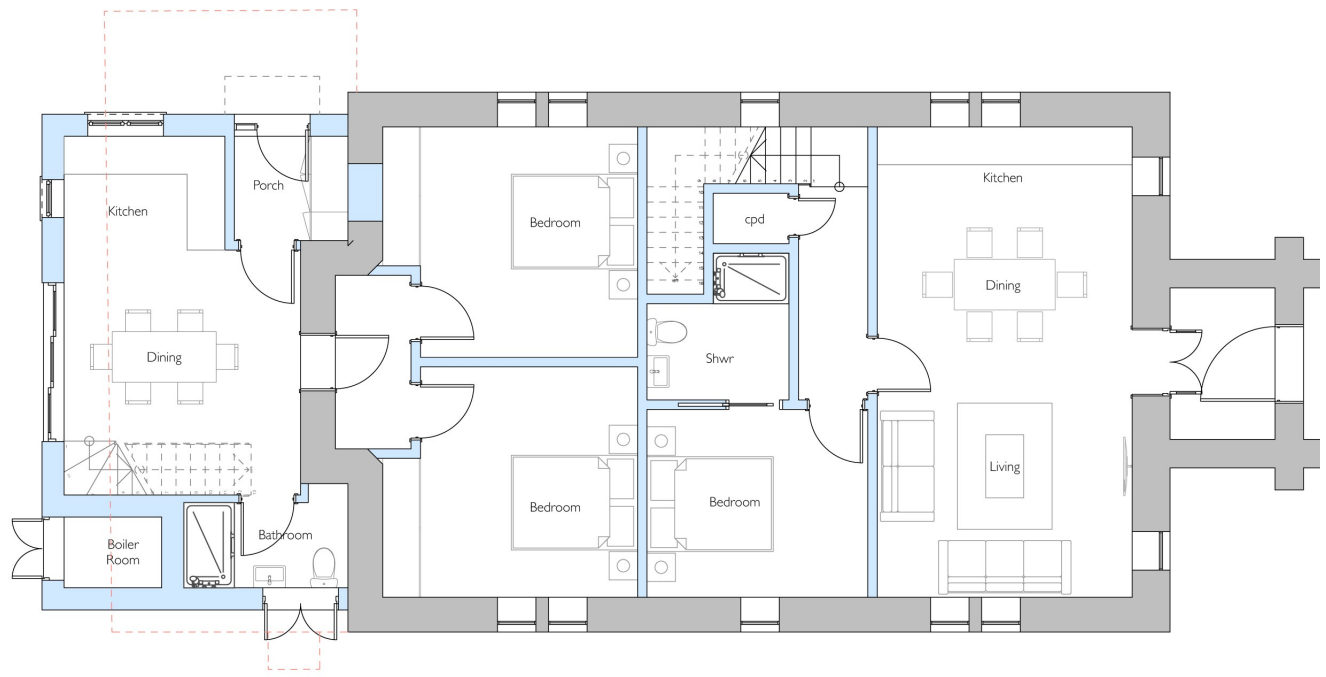 Kitchen
Porch
Dining
Boiler
Room
Bathroom
Bedroom
Bedroom
cpd
Shwr
Bedroom
Kitchen
Dining
Living